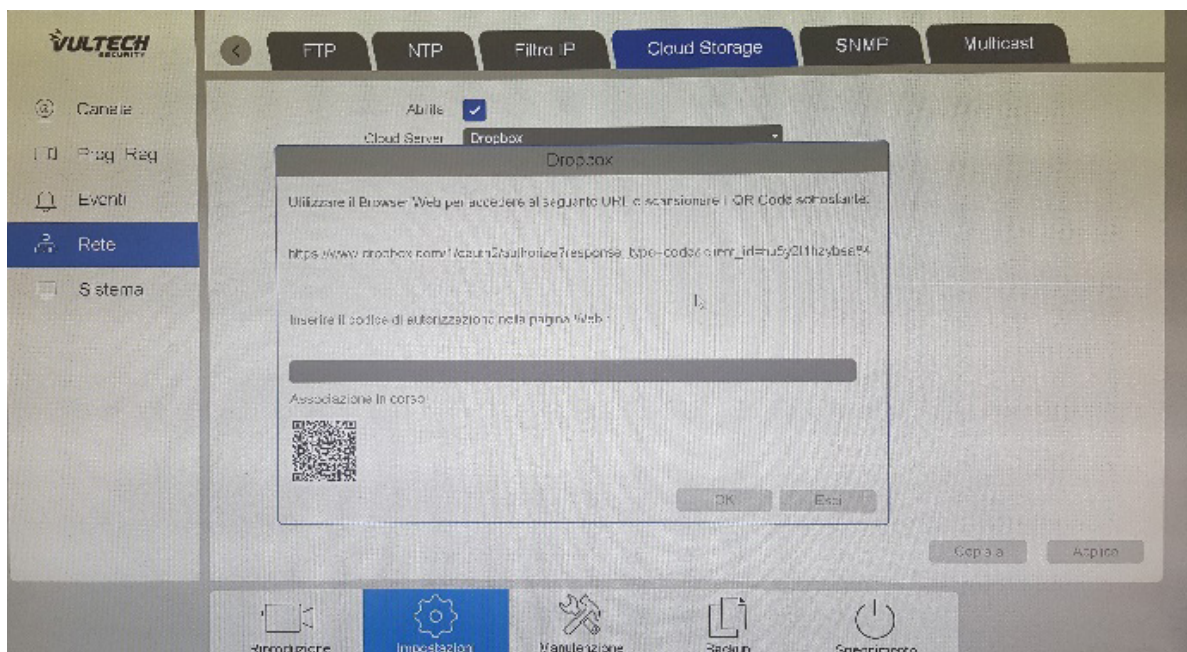 VULTECH
SECURITY
FTP
NTP
Filtro IP
Cloud Storage
SNMP
Multicast
Canale
Abilita
Cloud Server
Dropbox
Prog. Reg
Dropbox
Eventi
Utilizzare il Browser Web per accedere al seguente URL o scansionare il QR Code sottostante:
Rete
Sistema
Inserire il codice di autorizzazione nella pagina Web :
Associazione in corso
OK
Esci
Copia a
Applica
Riproduzione
Impostazioni
Manutenzione
Backup
Spegnimento